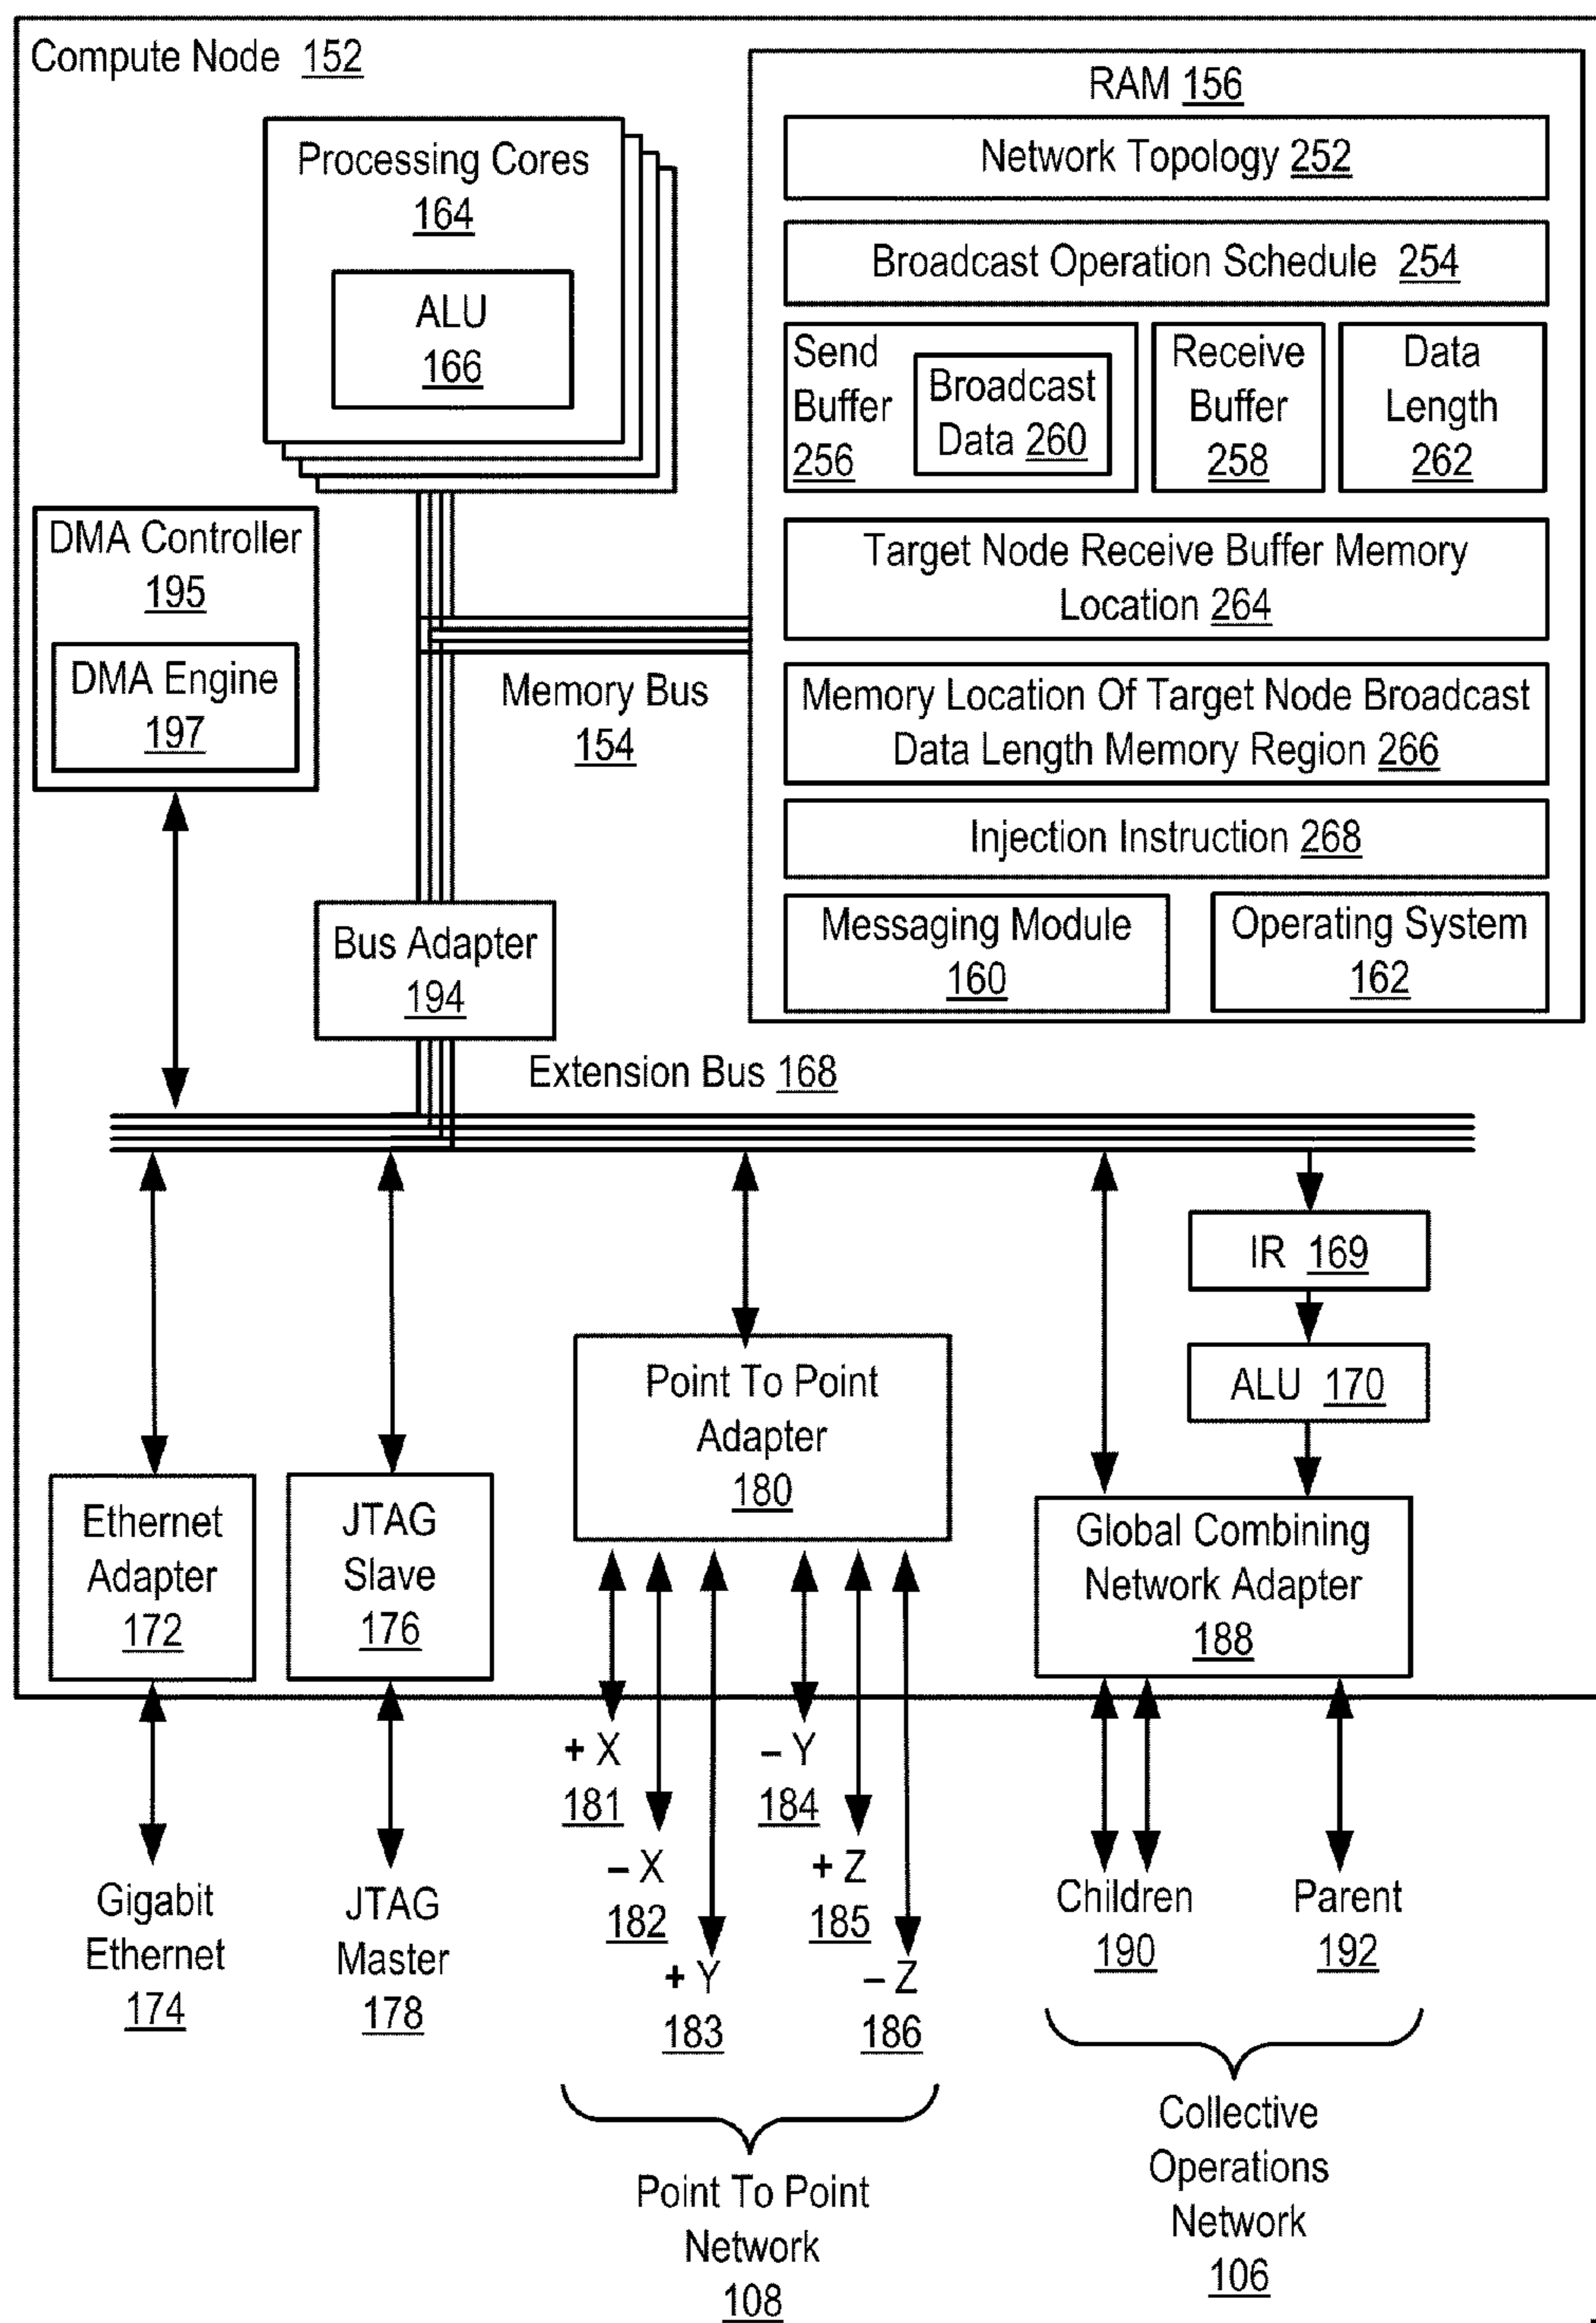 Compute Node 152
RAM 156
Processing Cores
164
ALU
166
Network Topology 252
Broadcast Operation Schedule 254
Send
Buffer
256
Broadcast
Data 260
Receive
Buffer
258
Data
Length
262
DMA Controller
195
DMA Engine
197
Target Node Receive Buffer Memory
Location 264
Memory Bus
154
Memory Location Of Target Node Broadcast
Data Length Memory Region 266
Injection Instruction 268
Messaging Module
160
Operating System
162
Bus Adapter
194
Extension Bus 168
IR 169
ALU 170
Point To Point
Adapter
180
Ethernet
Adapter
172
JTAG
Slave
176
Global Combining
Network Adapter
188
+ X
181
– X
182
+ Y
183
– Y
184
+ Z
185
– Z
186
Children
190
Parent
192
Gigabit
Ethernet
174
JTAG
Master
178
Point To Point
Network
108
Collective
Operations
Network
106